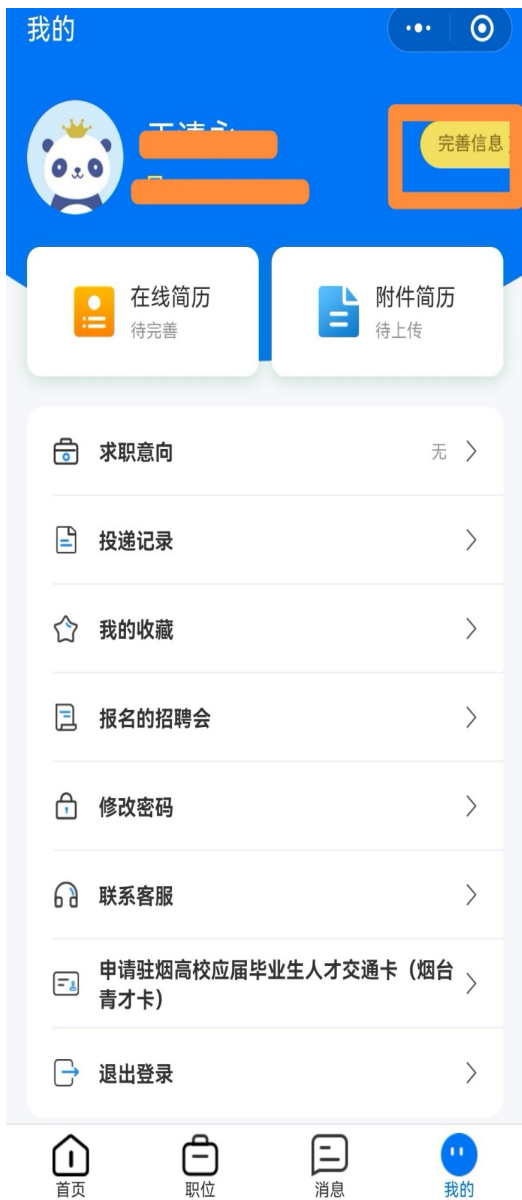 我的
完善信息
在线简历
待完善
附件简历
待上传
求职意向
无
投递记录
我的收藏
报名的招聘会
修改密码
联系客服
申请驻烟高校应届毕业生人才交通卡（烟台
青才卡）
退出登录
首页
职位
消息
我的